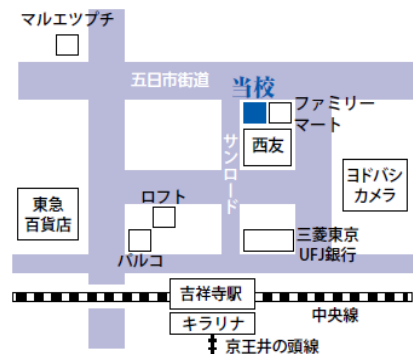 マルエツプチ
五日市街道
当校
ファミリー
マート
サンロード
西友
ヨドバシ
カメラ
東急
百貨店
ロフト
パルコ
三菱東京
UFJ銀行
吉祥寺駅
中央線
キラリナ
京王井の頭線